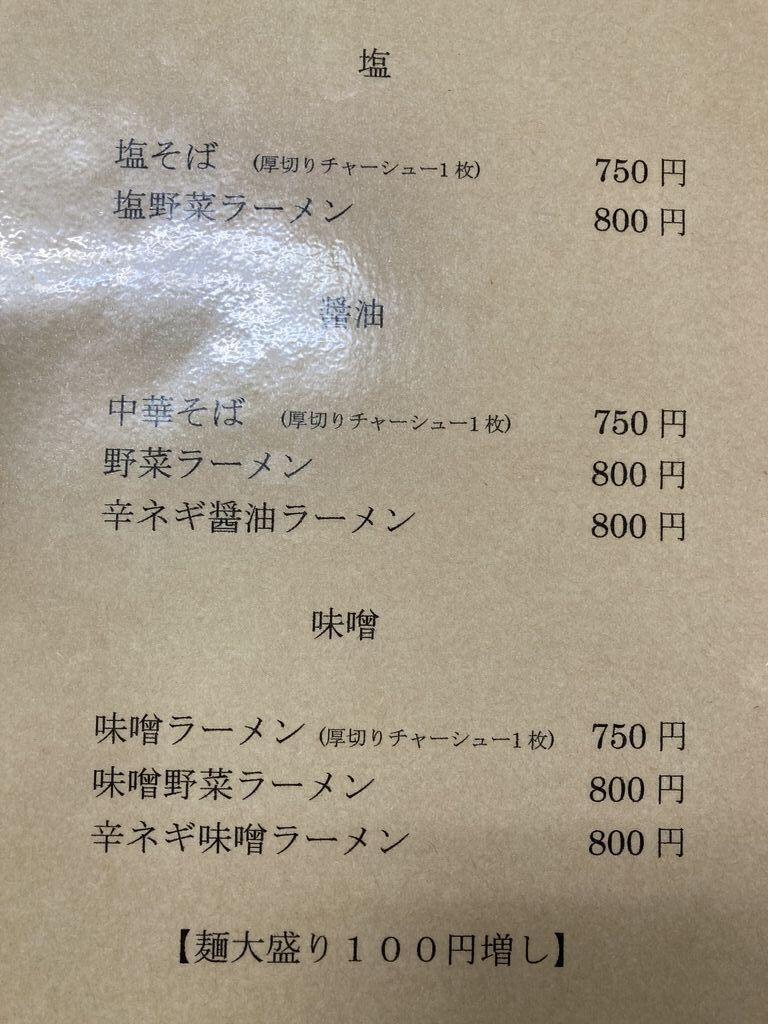 塩
塩そば (厚切りチャーシュー1枚) 750円
塩野菜ラーメン 800円
醤油
中華そば (厚切りチャーシュー1枚) 750円
野菜ラーメン 800円
辛ネギ醤油ラーメン 800円
味噌
味噌ラーメン (厚切りチャーシュー1枚) 750円
味噌野菜ラーメン 800円
辛ネギ味噌ラーメン 800円
【麺大盛り１００円増し】